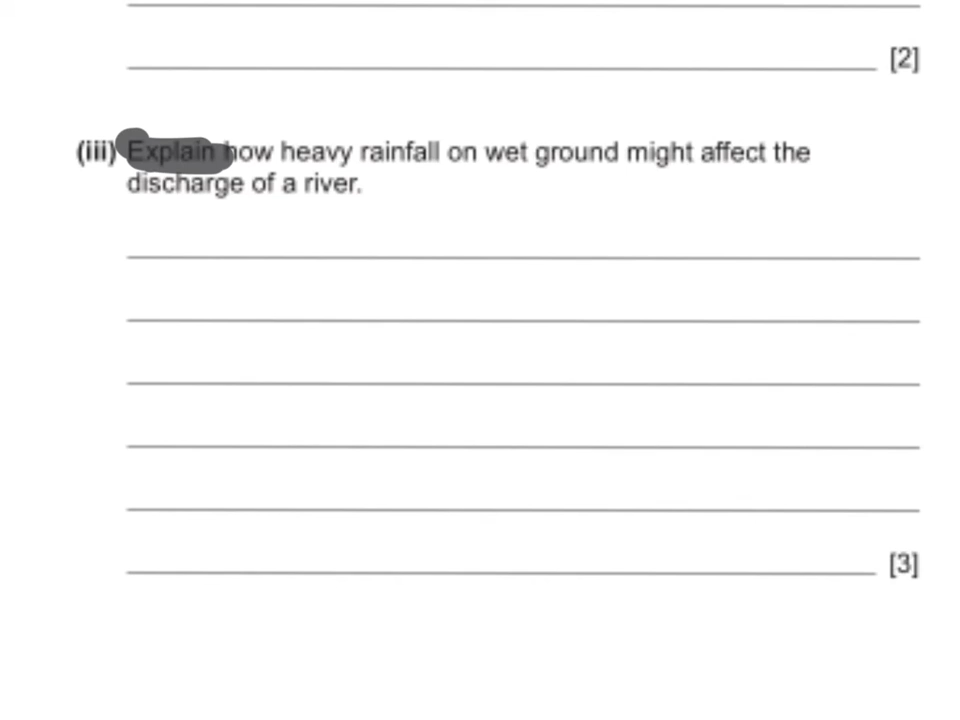 [2]
(iii) Explain how heavy rainfall on wet ground might affect the
discharge of a river.
[3]